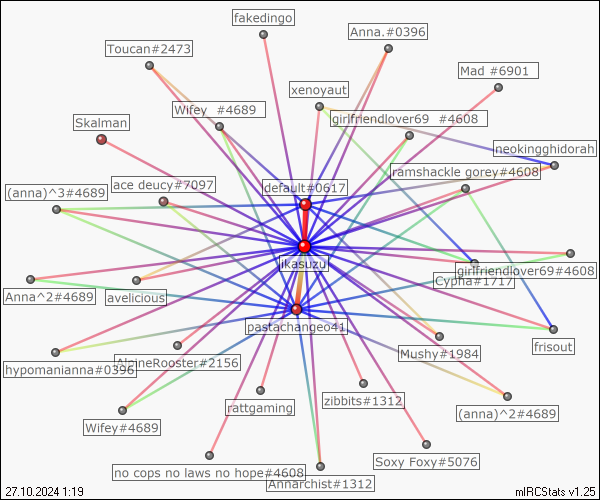 fakedingo
Anna.#0396
Toucan#2473
Mad #6901
xenoyaut
Wifey #4689
girlfriendlover69 #4608
Skalman
neokingghidorah
ramshackle gorey#4608
ace deucy#7097
default#0617
(anna)^3#4689
ikasuzu
girlfriendlover69#4608
Cypha#1717
Anna^2#4689
avelicious
pastachangeo41
frisout
Mushy#1984
AlpineRooster#2156
hypomanianna#0396
zibbits#1312
rattgaming
(anna)^2#4689
Wifey#4689
Soxy Foxy#5076
no cops no laws no hope#4608
Annarchist#1312
27.10.2024 1:19
mIRCStats v1.25